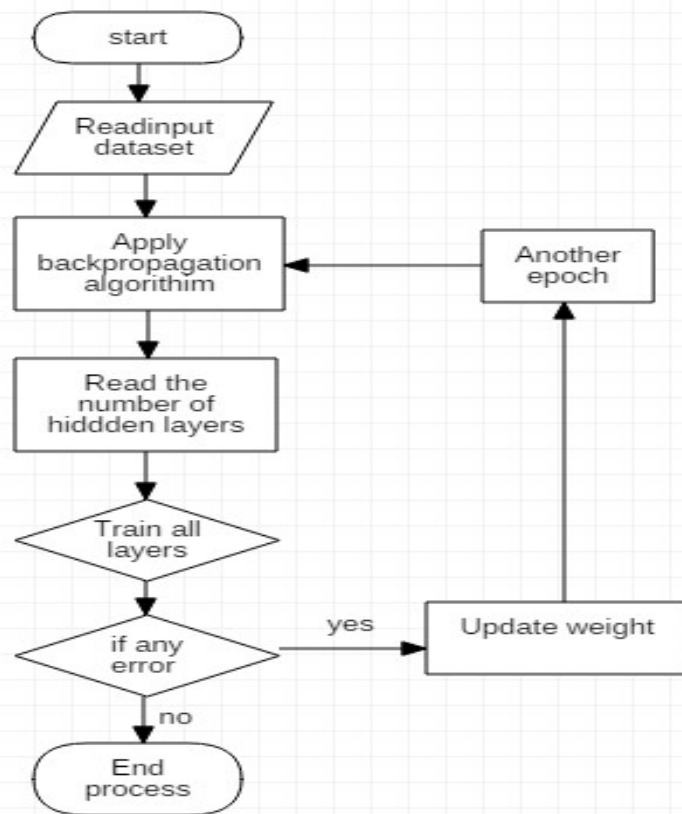 start
Readinput
dataset
Apply
backpropagation
algorithim
Another
epoch
Read the
number of
hiddden layers
Train all
layers
if any
error
yes
Update weight
no
End
process